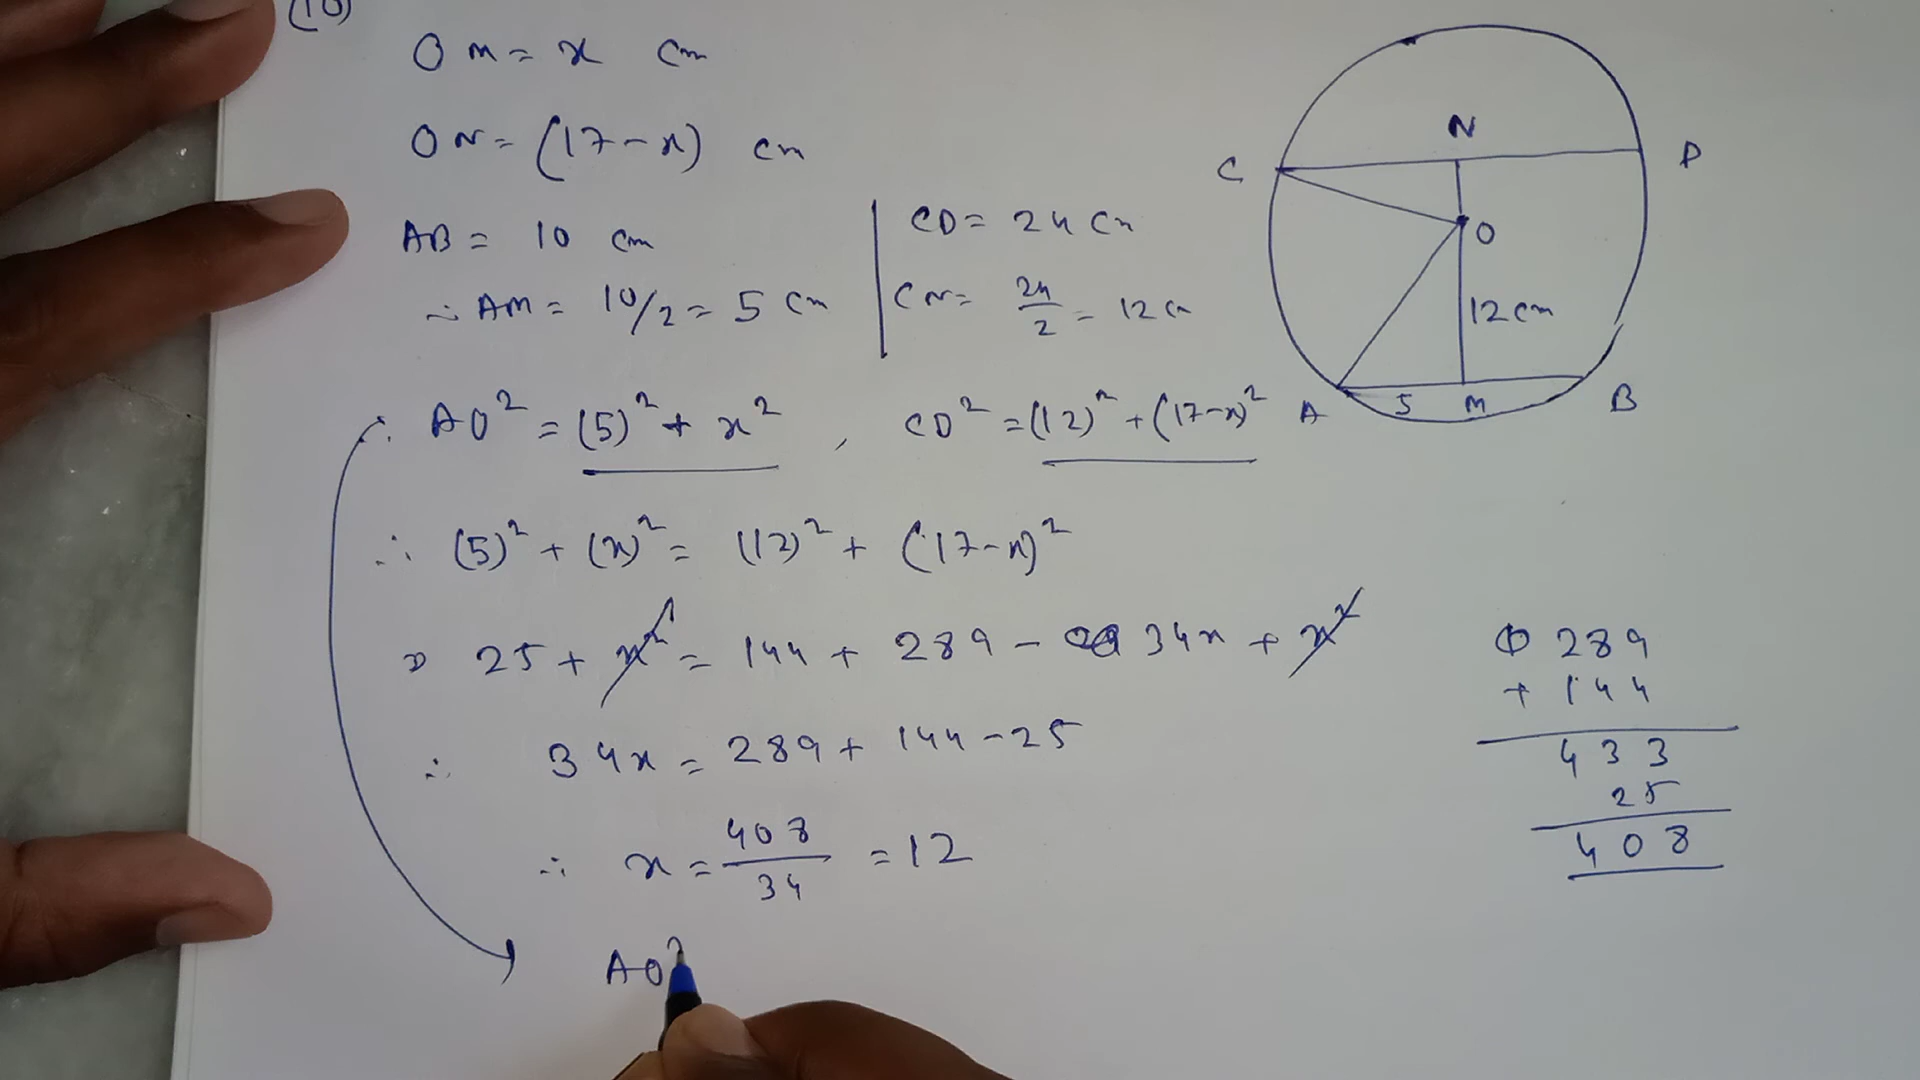 (10)
OM = x cm
ON = (17-x) cm
AB = 10 cm
∴ AM = 10/2 = 5 cm
CD = 24 Cm
CN = 24/2 = 12 cm
∴ AO² = (5)² + x² , CO² = (12)² + (17-x)²
∴ (5)² + (x)² = (12)² + (17-x)²
⇒ 25 + x² = 144 + 289 - 34x + x²
∴ 34x = 289 + 144 - 25
∴ x = 408/34 = 12
AO²
N
C
D
O
12 cm
A
5
M
B
289
+ 144
433
25
408